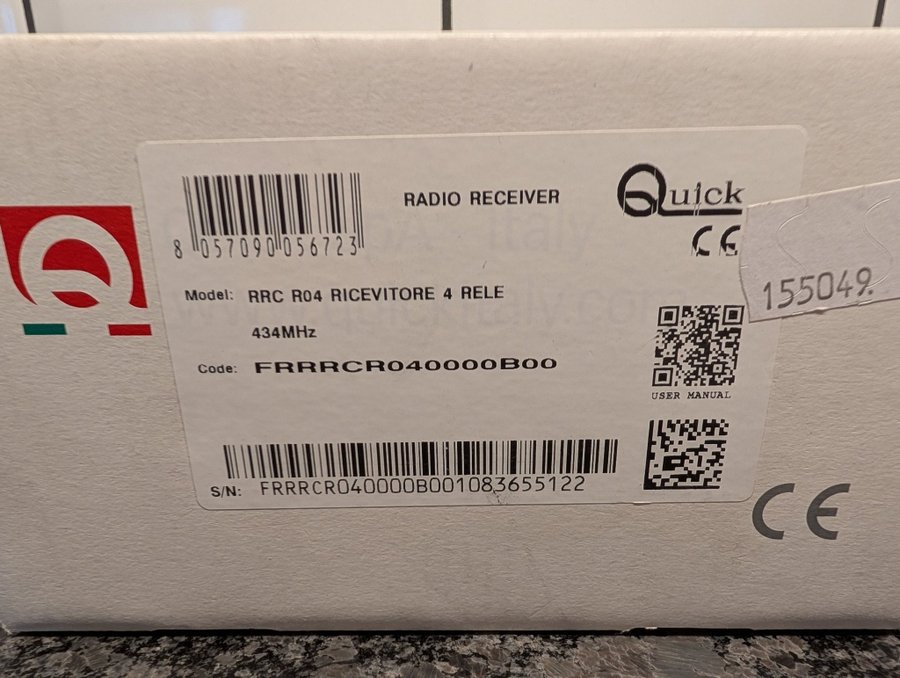 RADIO RECEIVER
Quick
CE
8 057090 056723
155049.
Model: RRC R04 RICEVITORE 4 RELE
434MHz
Code: FRRRCR040000B00
USER MANUAL
S/N: FRRRCR040000B001083655122
CE